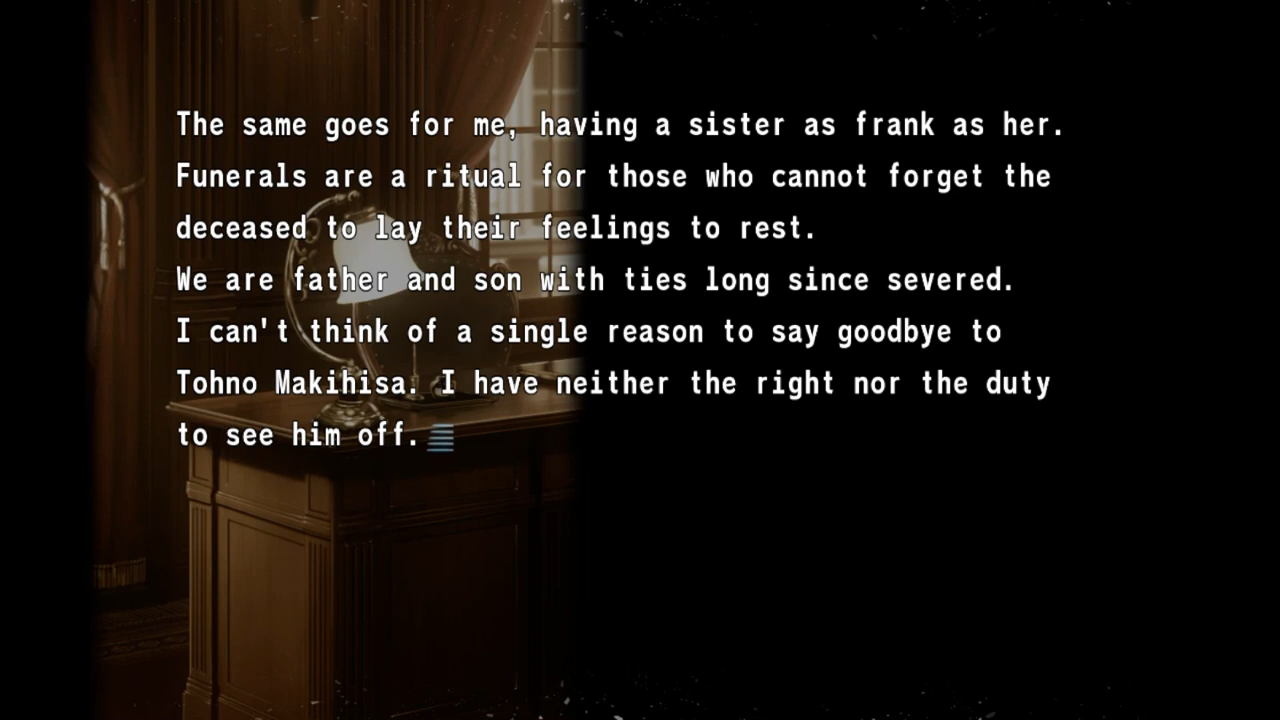 The same goes for me, having a sister as frank as her.
Funerals are a ritual for those who cannot forget the
deceased to lay their feelings to rest.
We are father and son with ties long since severed.
I can't think of a single reason to say goodbye to
Tohno Makihisa. I have neither the right nor the duty
to see him off.